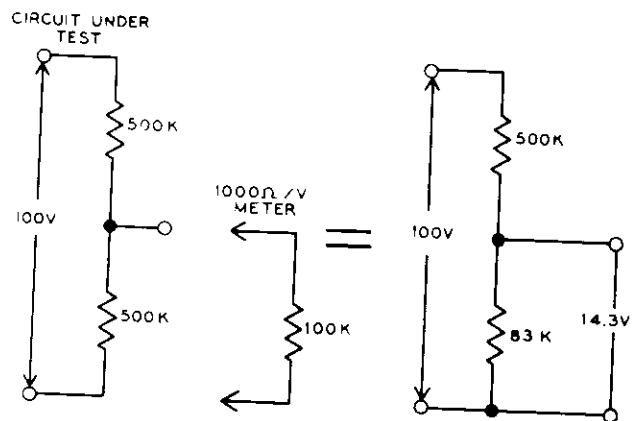 CIRCUIT UNDER
TEST
500K
100V
500K
1000Ω/V
METER
100K
500K
100V
83K
14.3V